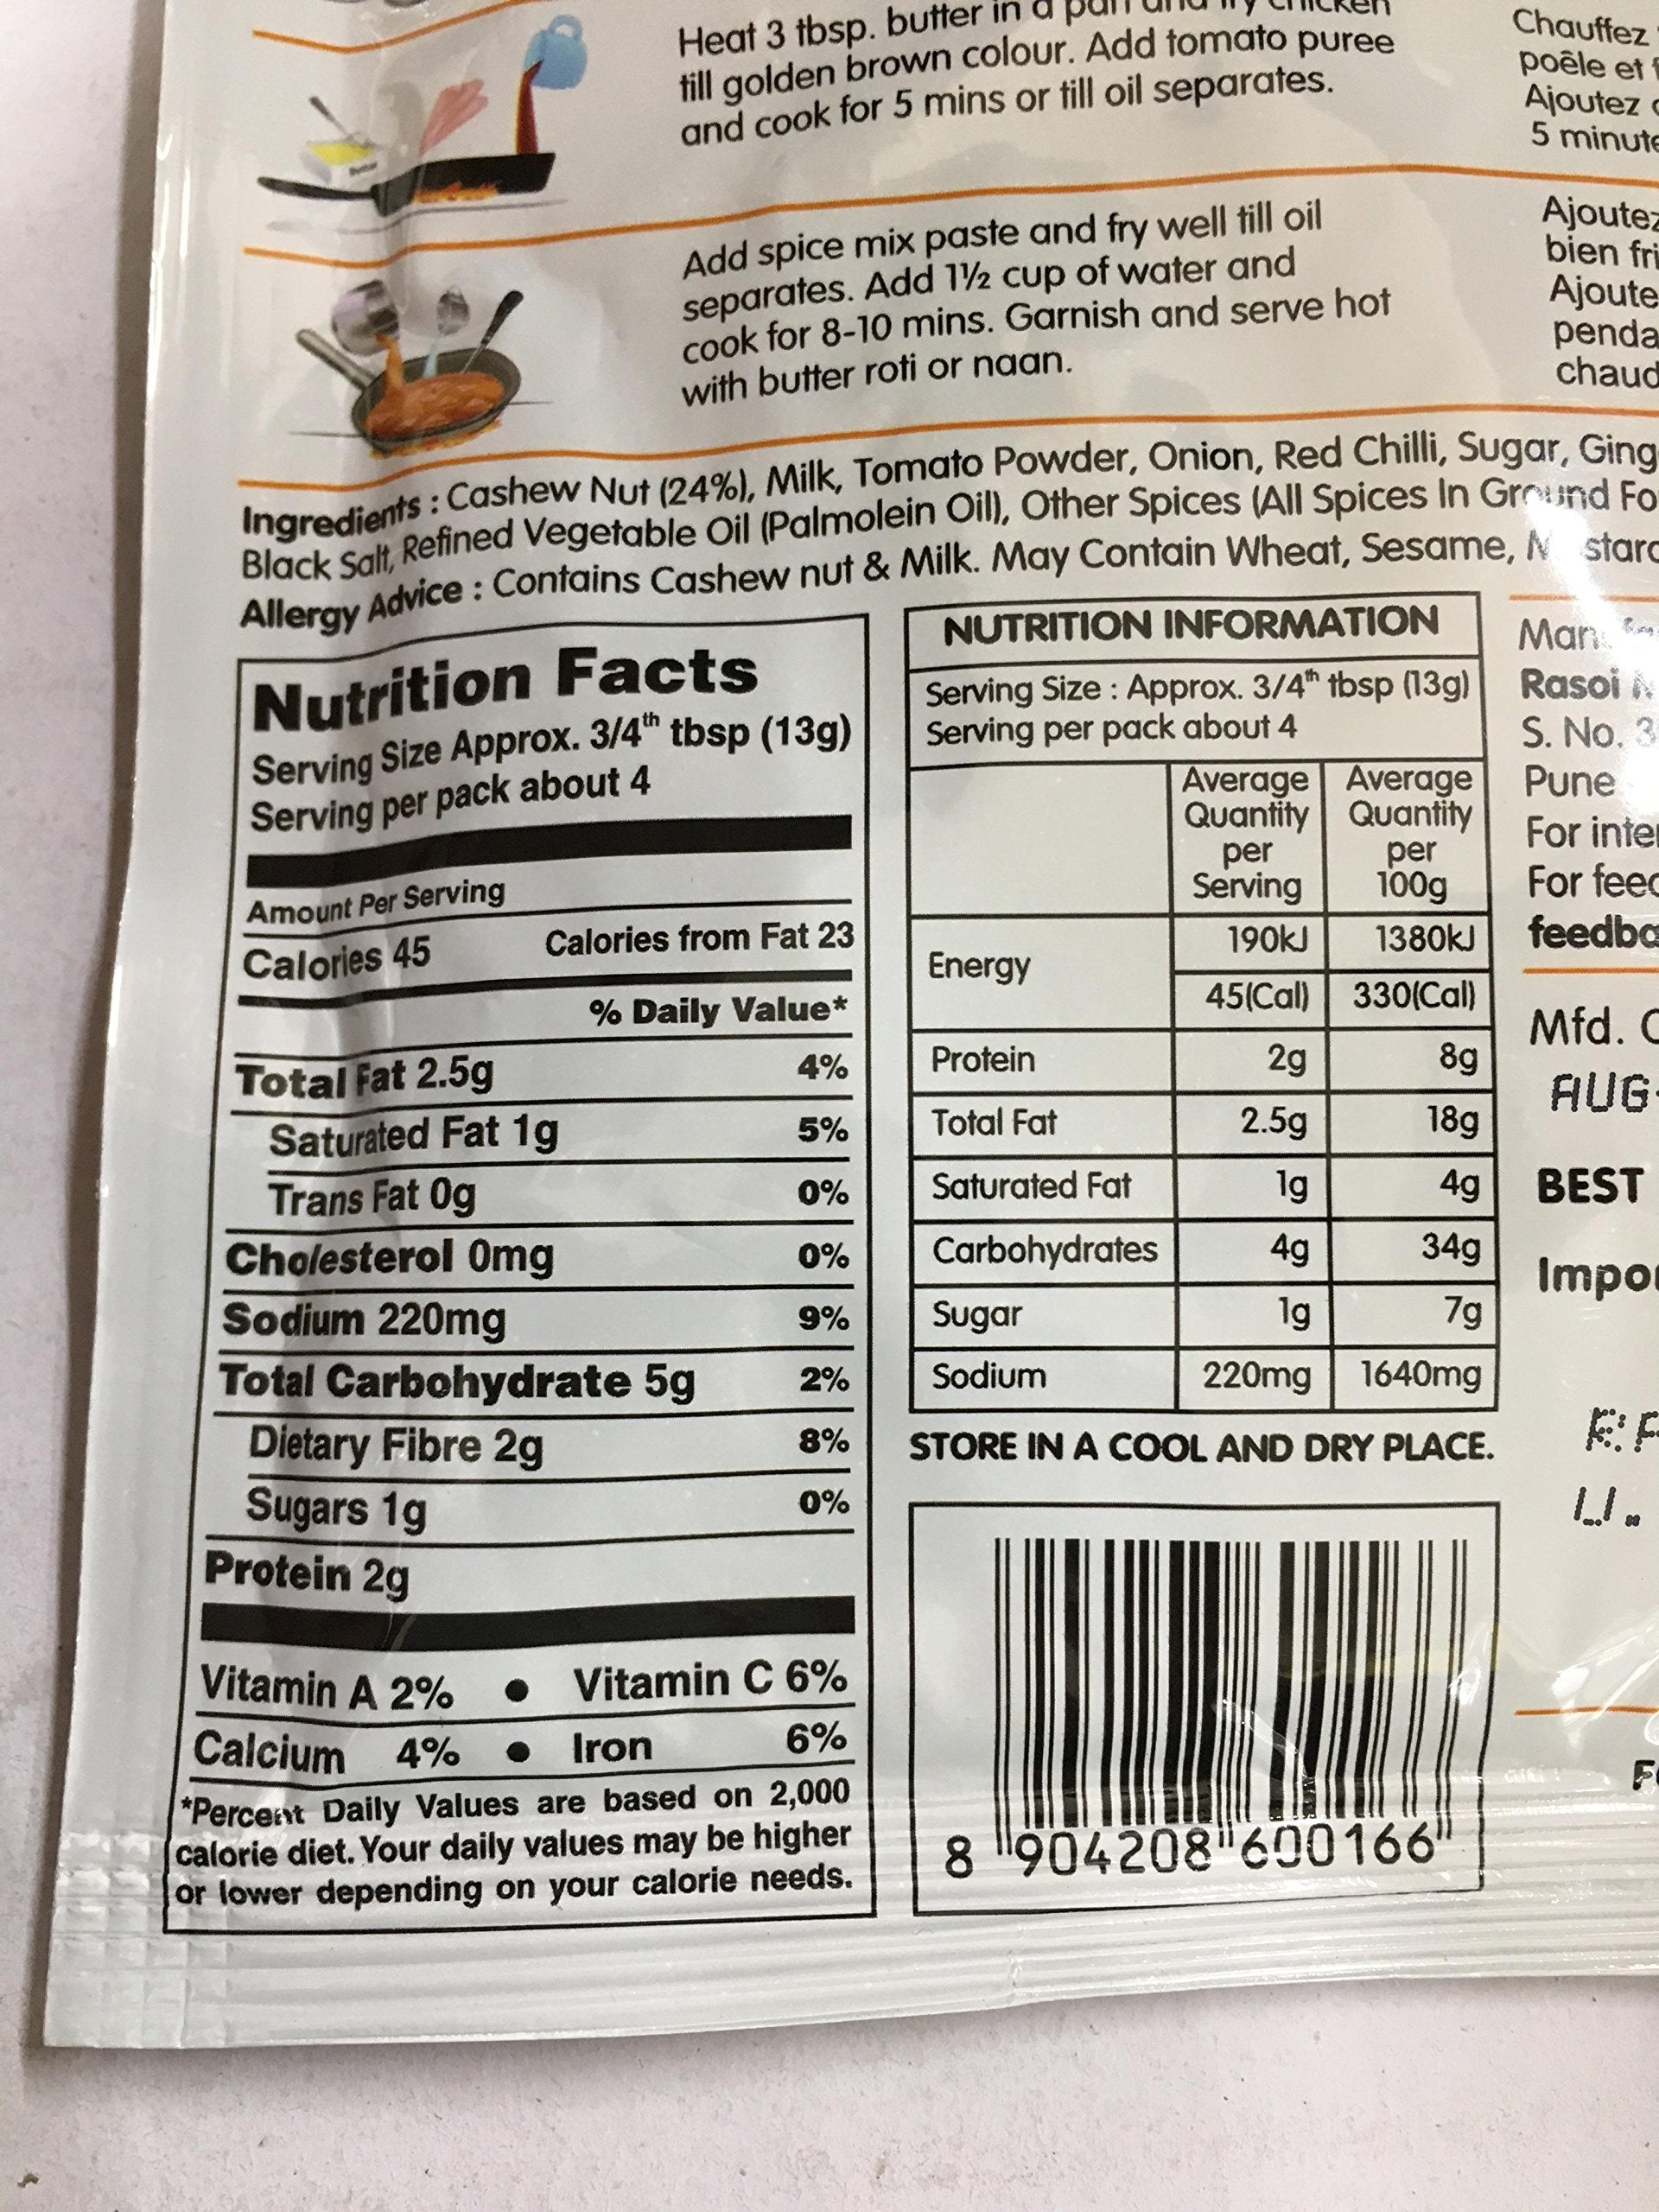 Heat 3 tbsp. butter in a pan and fry chicken
till golden brown colour. Add tomato puree
and cook for 5 mins or till oil separates.
Chauffez
poêle et
Ajoutez
5 minute
Add spice mix paste and fry well till oil
separates. Add 1½ cup of water and
cook for 8-10 mins. Garnish and serve hot
with butter roti or naan.
Ajoutez
bien fri
Ajoute
penda
chaud
Ingredients : Cashew Nut (24%), Milk, Tomato Powder, Onion, Red Chilli, Sugar, Ging
Black Salt, Refined Vegetable Oil (Palmolein Oil), Other Spices (All Spices In Ground Fo
Allergy Advice : Contains Cashew nut & Milk. May Contain Wheat, Sesame,
Nutrition Facts
Serving Size Approx. 3/4th tbsp (13g)
Serving per pack about 4
Amount Per Serving
Calories 45 Calories from Fat 23
% Daily Value*
Total Fat 2.5g 4%
Saturated Fat 1g 5%
Trans Fat 0g 0%
Cholesterol 0mg 0%
Sodium 220mg 9%
Total Carbohydrate 5g 2%
Dietary Fibre 2g 8%
Sugars 1g 0%
Protein 2g
Vitamin A 2% ● Vitamin C 6%
Calcium 4% ● Iron 6%
*Percent Daily Values are based on 2,000
calorie diet. Your daily values may be higher
or lower depending on your calorie needs.
NUTRITION INFORMATION
Serving Size : Approx. 3/4th tbsp (13g)
Serving per pack about 4
Average Quantity per Serving Average Quantity per 100g
Energy 190kJ 1380kJ
45(Cal) 330(Cal)
Protein 2g 8g
Total Fat 2.5g 18g
Saturated Fat 1g 4g
Carbohydrates 4g 34g
Sugar 1g 7g
Sodium 220mg 1640mg
STORE IN A COOL AND DRY PLACE.
8 904208 600166
Rasoi
S. No. 3
Pune
For inter
For feed
feedba
Mfd.
AUG-
BEST
Impor